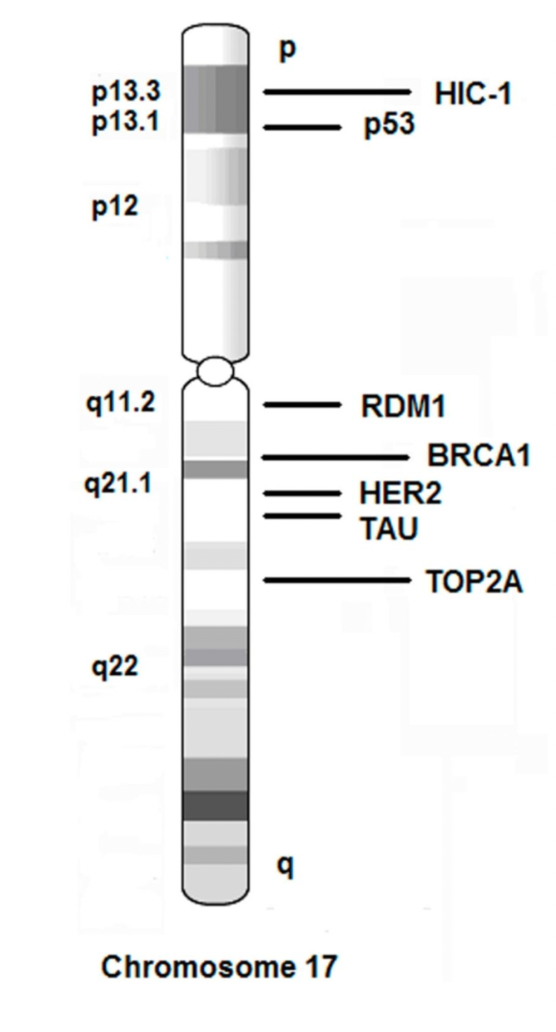 p
p13.3
HIC-1
p13.1
p53
p12
q11.2
RDM1
BRCA1
q21.1
HER2
TAU
TOP2A
q22
q
Chromosome 17